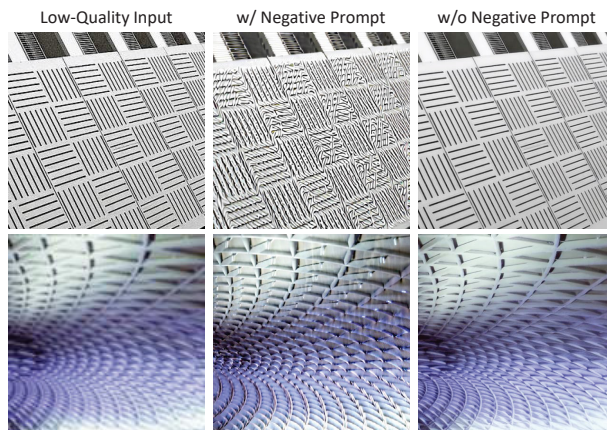 Low-Quality Input
w/ Negative Prompt
w/o Negative Prompt